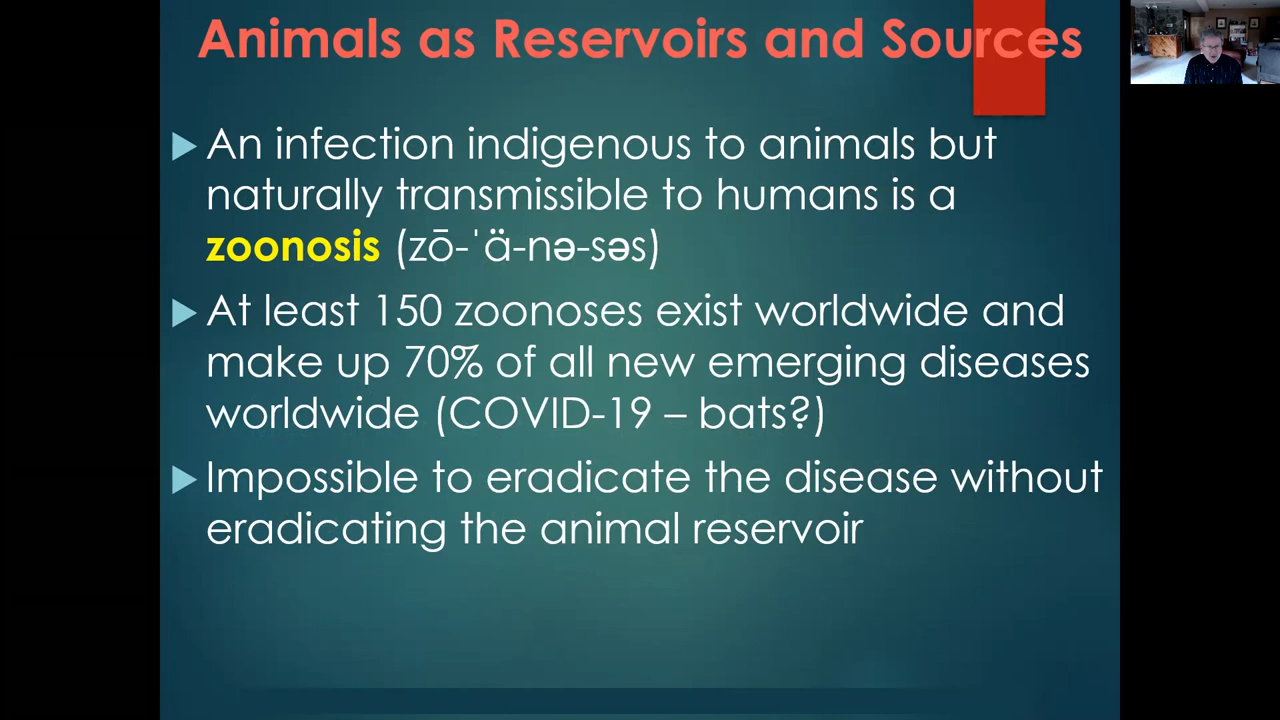 Animals as Reservoirs and Sources
An infection indigenous to animals but
naturally transmissible to humans is a
zoonosis (zō-ˈä-nə-səs)
At least 150 zoonoses exist worldwide and
make up 70% of all new emerging diseases
worldwide (COVID-19 – bats?)
Impossible to eradicate the disease without
eradicating the animal reservoir